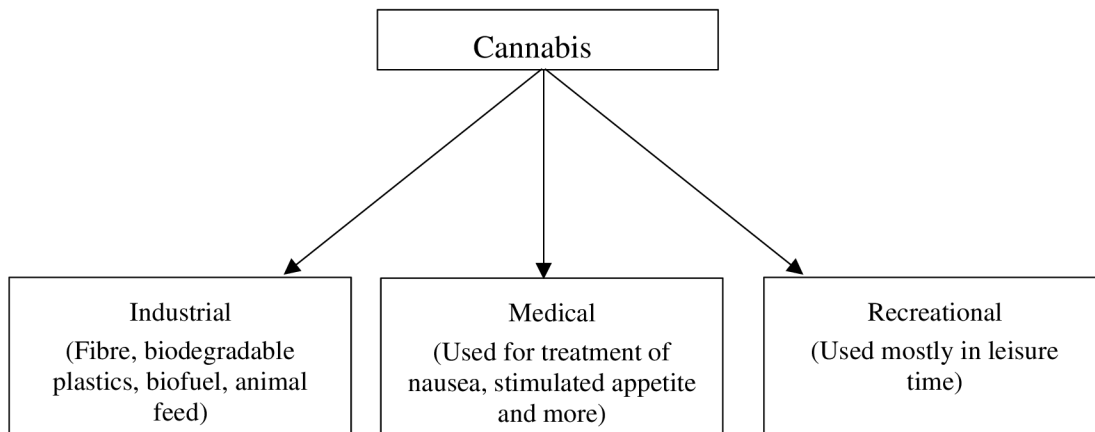 Cannabis
Industrial
(Fibre, biodegradable
plastics, biofuel, animal
feed)
Medical
(Used for treatment of
nausea, stimulated appetite
and more)
Recreational
(Used mostly in leisure
time)